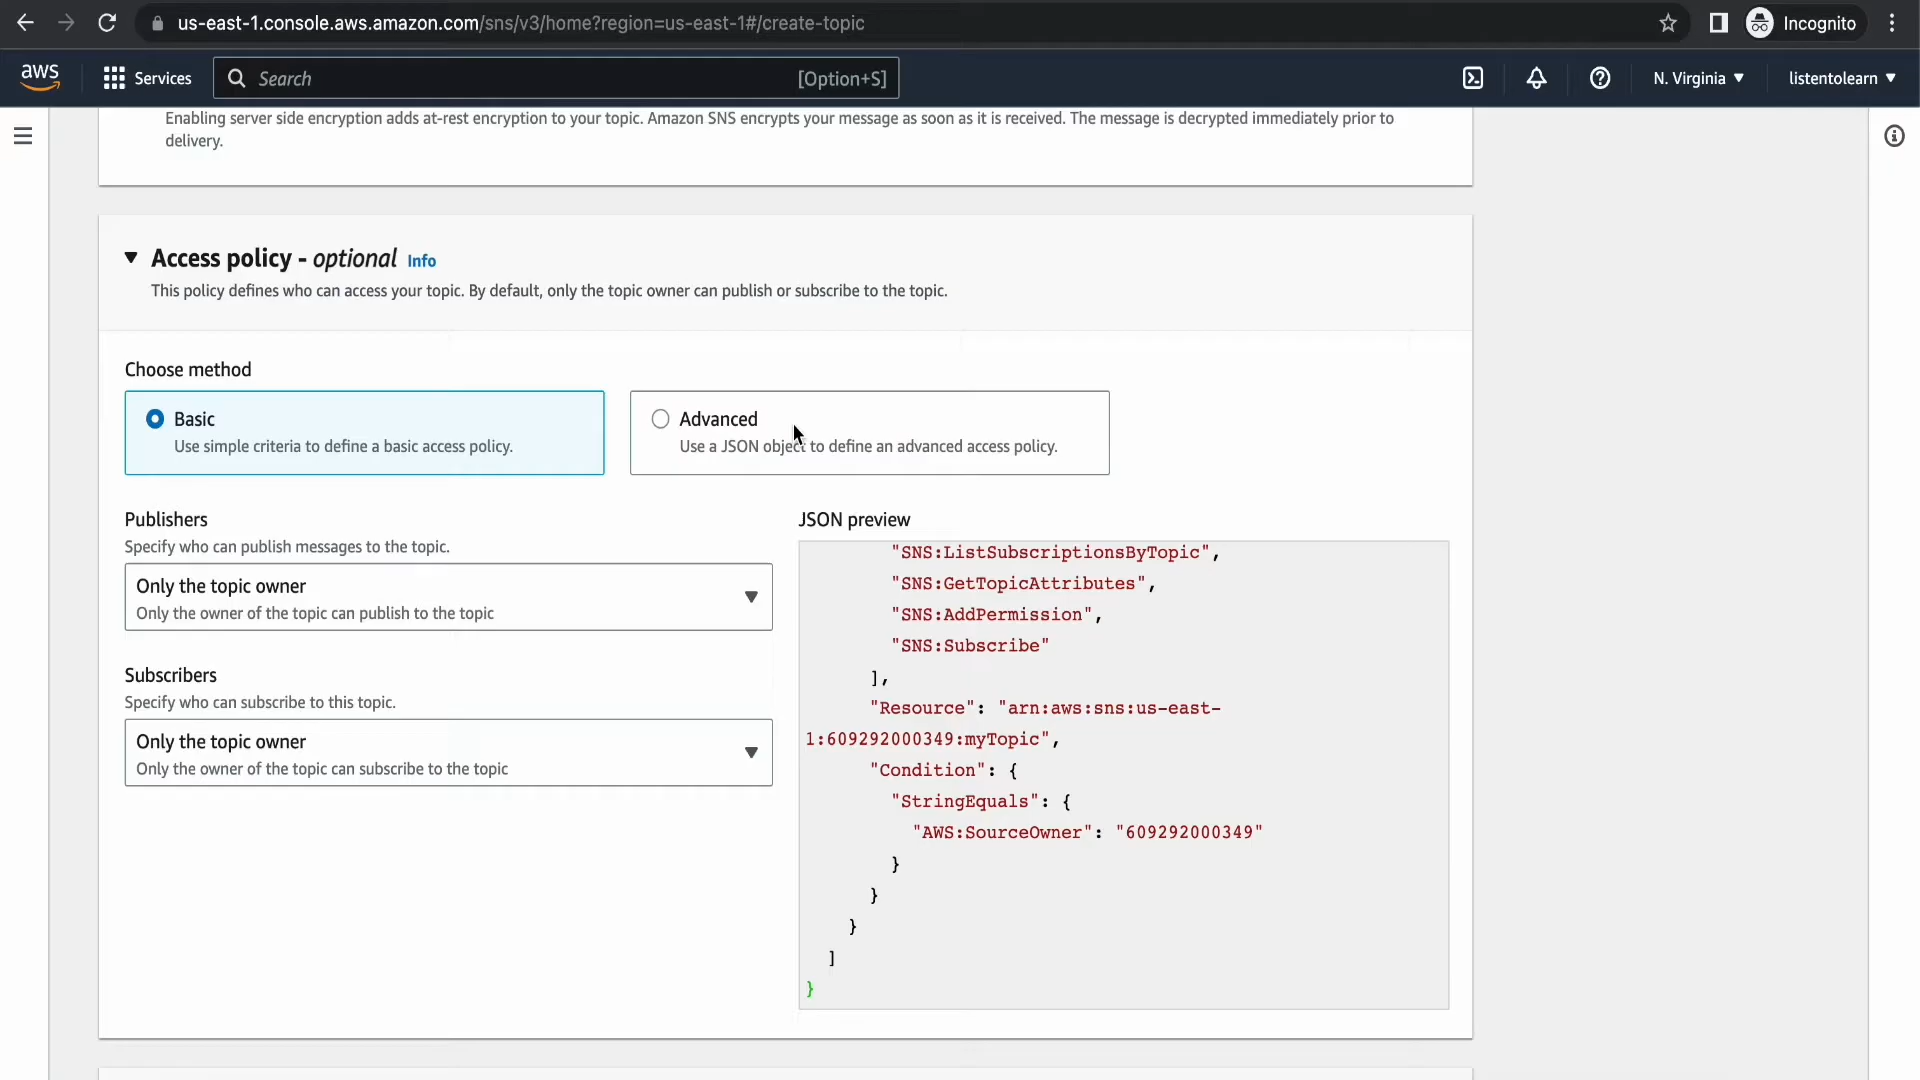 us-east-1.console.aws.amazon.com/sns/v3/home?region=us-east-1#/create-topic
Incognito
aws
Services
Search
[Option+S]
N. Virginia
listentolearn
Enabling server side encryption adds at-rest encryption to your topic. Amazon SNS encrypts your message as soon as it is received. The message is decrypted immediately prior to
delivery.
Access policy - optional Info
This policy defines who can access your topic. By default, only the topic owner can publish or subscribe to the topic.
Choose method
Basic
Use simple criteria to define a basic access policy.
Advanced
Use a JSON object to define an advanced access policy.
Publishers
Specify who can publish messages to the topic.
Only the topic owner
Only the owner of the topic can publish to the topic
Subscribers
Specify who can subscribe to this topic.
Only the topic owner
Only the owner of the topic can subscribe to the topic
JSON preview
"SNS:ListSubscriptionsByTopic",
"SNS:GetTopicAttributes",
"SNS:AddPermission",
"SNS:Subscribe"
],
"Resource": "arn:aws:sns:us-east-
1:609292000349:myTopic",
"Condition": {
"StringEquals": {
"AWS:SourceOwner": "609292000349"
}
}
}
]
}